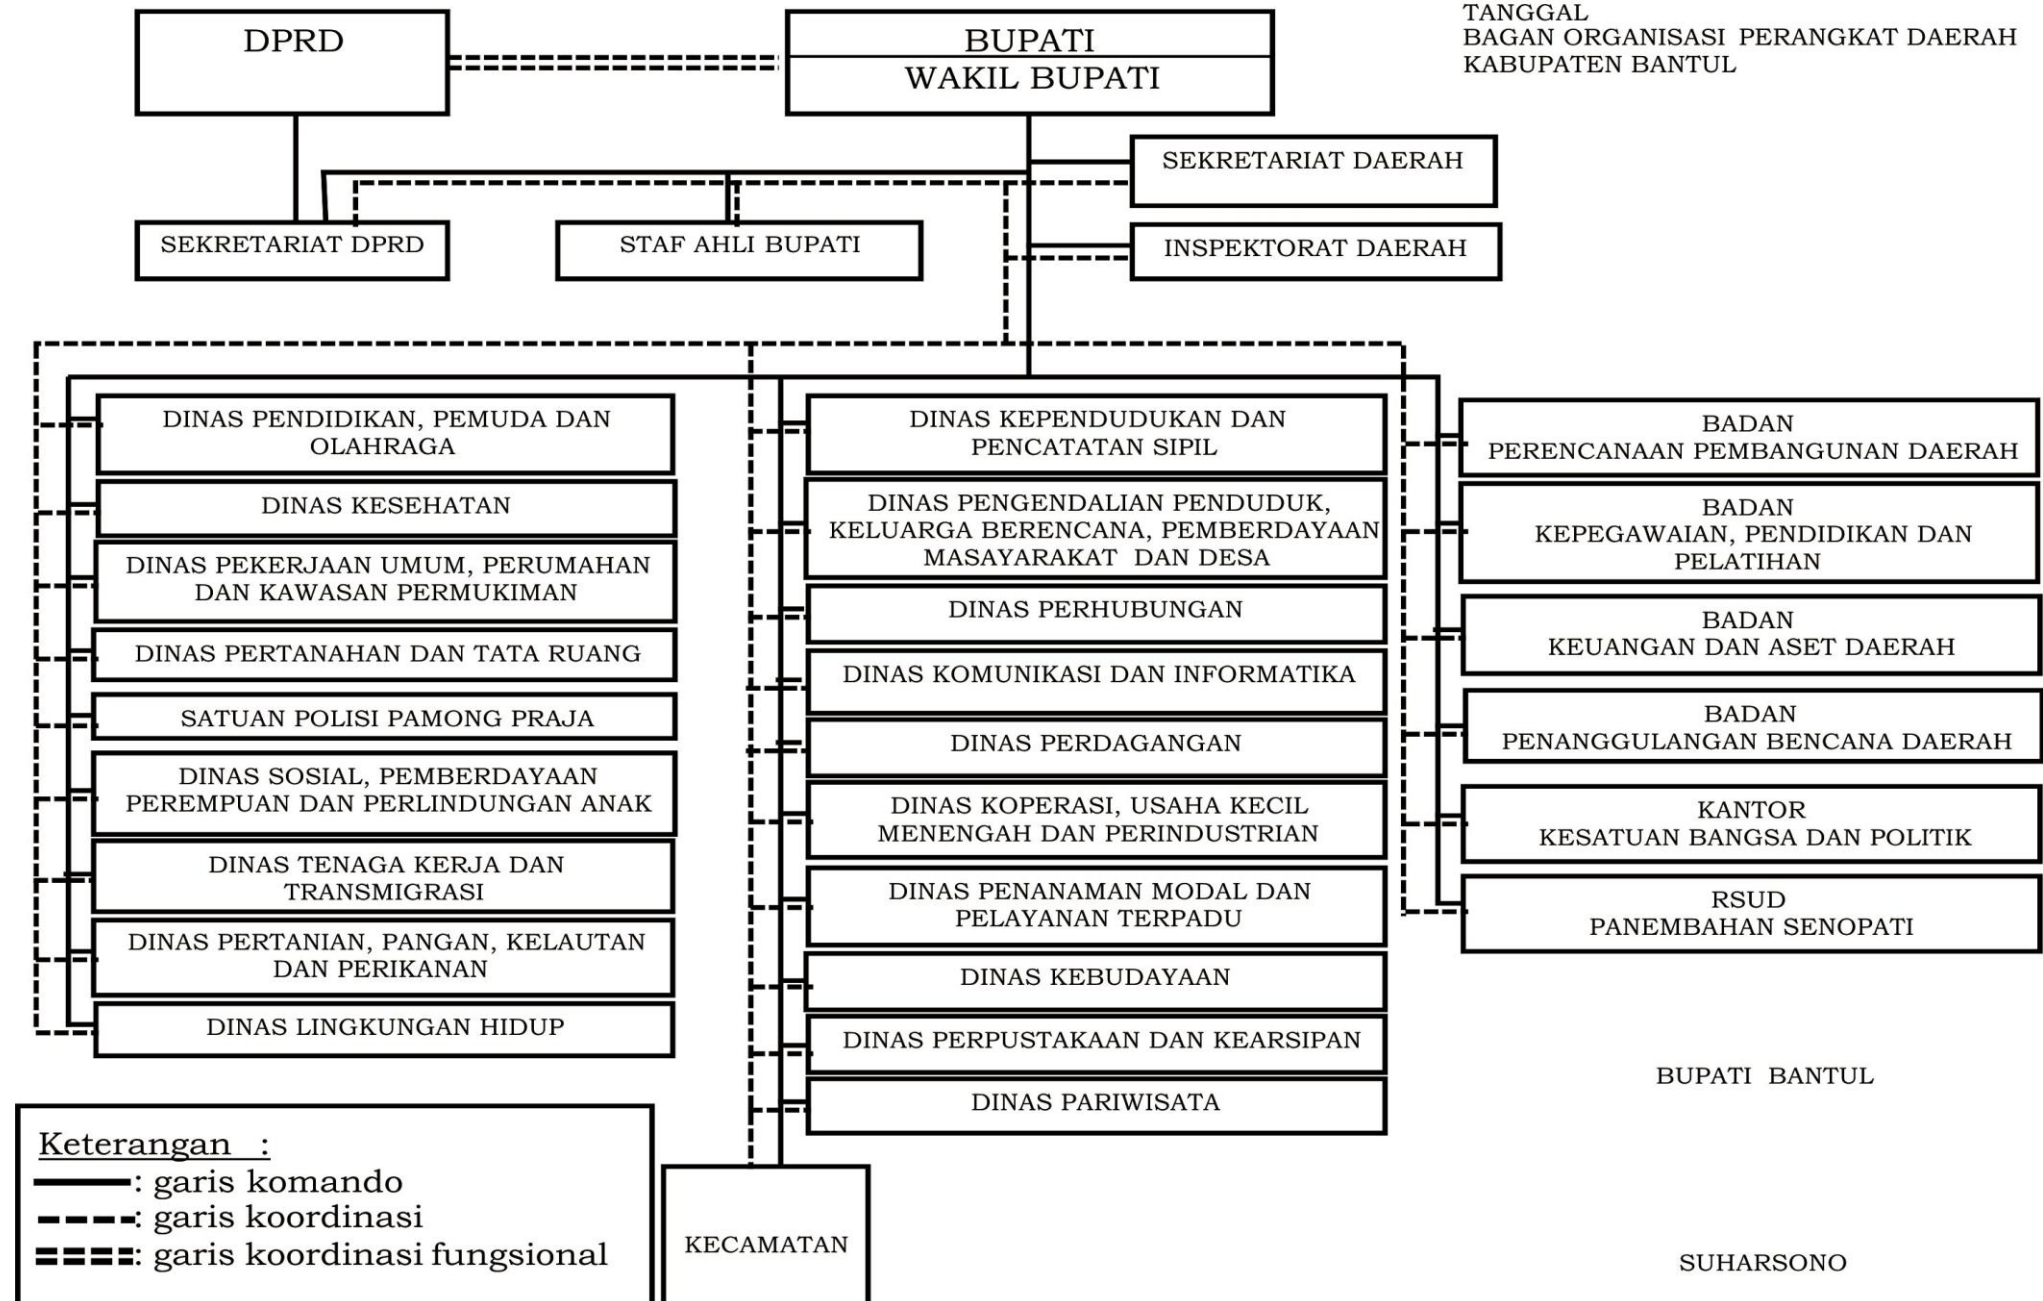 TANGGAL
BAGAN ORGANISASI PERANGKAT DAERAH
KABUPATEN BANTUL
DPRD
BUPATI
WAKIL BUPATI
SEKRETARIAT DAERAH
SEKRETARIAT DPRD
STAF AHLI BUPATI
INSPEKTORAT DAERAH
DINAS PENDIDIKAN, PEMUDA DAN
OLAHRAGA
DINAS KESEHATAN
DINAS PEKERJAAN UMUM, PERUMAHAN
DAN KAWASAN PERMUKIMAN
DINAS PERTANAHAN DAN TATA RUANG
SATUAN POLISI PAMONG PRAJA
DINAS SOSIAL, PEMBERDAYAAN
PEREMPUAN DAN PERLINDUNGAN ANAK
DINAS TENAGA KERJA DAN
TRANSMIGRASI
DINAS PERTANIAN, PANGAN, KELAUTAN
DAN PERIKANAN
DINAS LINGKUNGAN HIDUP
DINAS KEPENDUDUKAN DAN
PENCATATAN SIPIL
DINAS PENGENDALIAN PENDUDUK,
KELUARGA BERENCANA, PEMBERDAYAAN
MASAYARAKAT DAN DESA
DINAS PERHUBUNGAN
DINAS KOMUNIKASI DAN INFORMATIKA
DINAS PERDAGANGAN
DINAS KOPERASI, USAHA KECIL
MENENGAH DAN PERINDUSTRIAN
DINAS PENANAMAN MODAL DAN
PELAYANAN TERPADU
DINAS KEBUDAYAAN
DINAS PERPUSTAKAAN DAN KEARSIPAN
DINAS PARIWISATA
KECAMATAN
BADAN
PERENCANAAN PEMBANGUNAN DAERAH
BADAN
KEPEGAWAIAN, PENDIDIKAN DAN
PELATIHAN
BADAN
KEUANGAN DAN ASET DAERAH
BADAN
PENANGGULANGAN BENCANA DAERAH
KANTOR
KESATUAN BANGSA DAN POLITIK
RSUD
PANEMBAHAN SENOPATI
Keterangan :
: garis komando
: garis koordinasi
: garis koordinasi fungsional
BUPATI BANTUL
SUHARSONO